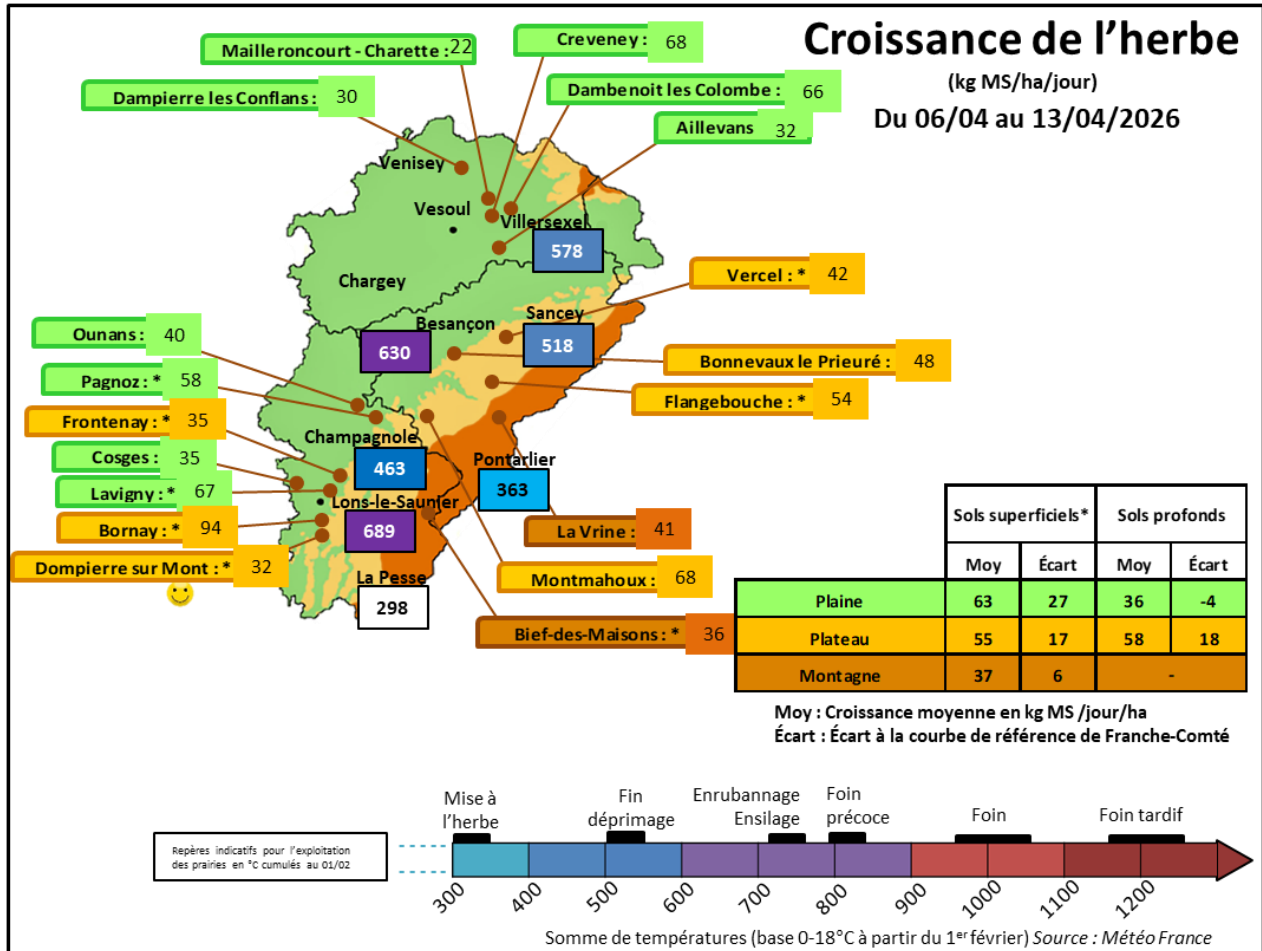 Croissance de l’herbe
(kg MS/ha/jour)
Du 06/04 au 13/04/2026
Mailleroncourt - Charette : 22
Creveney : 68
Dampierre les Conflans : 30
Dambenoit les Colombe : 66
Aillevans 32
Venisey
Vesoul
Villersexel
578
Chargey
Vercel : * 42
Besançon
Sancey
630
518
Ounans : 40
Bonnevaux le Prieuré : 48
Pagnoz : * 58
Flangebouche : * 54
Frontenay : * 35
Champagnole
463
Cosges : 35
Pontarlier
363
Lavigny : * 67
Lons-le-Saunier
689
Bornay : * 94
La Vrine : 41
Dompierre sur Mont : * 32
Montmahoux : 68
La Pesse
298
Bief-des-Maisons : * 36
Sols superficiels* Sols profonds
Moy Écart Moy Écart
Plaine 63 27 36 -4
Plateau 55 17 58 18
Montagne 37 6 -
Moy : Croissance moyenne en kg MS /jour/ha
Écart : Écart à la courbe de référence de Franche-Comté
Mise à
l’herbe
Fin
déprimage
Enrubannage
Ensilage
Foin
précoce
Foin
Foin tardif
Repères indicatifs pour l’exploitation
des prairies en °C cumulés au 01/02
300 400 500 600 700 800 900 1000 1100 1200
Somme de températures (base 0-18°C à partir du 1er février) Source : Météo France